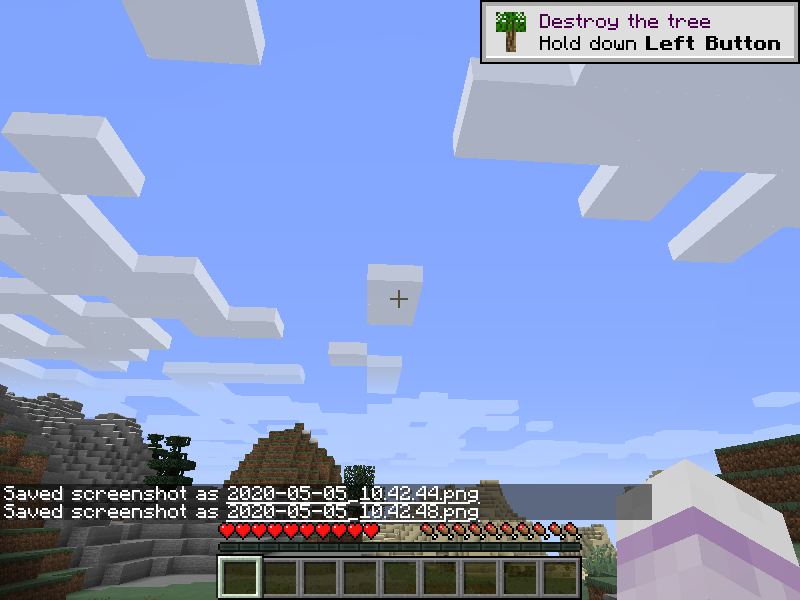 Destroy the tree
Hold down Left Button
Saved screenshot as 2020-05-05_10.42.44.png
Saved screenshot as 2020-05-05_10.42.48.png